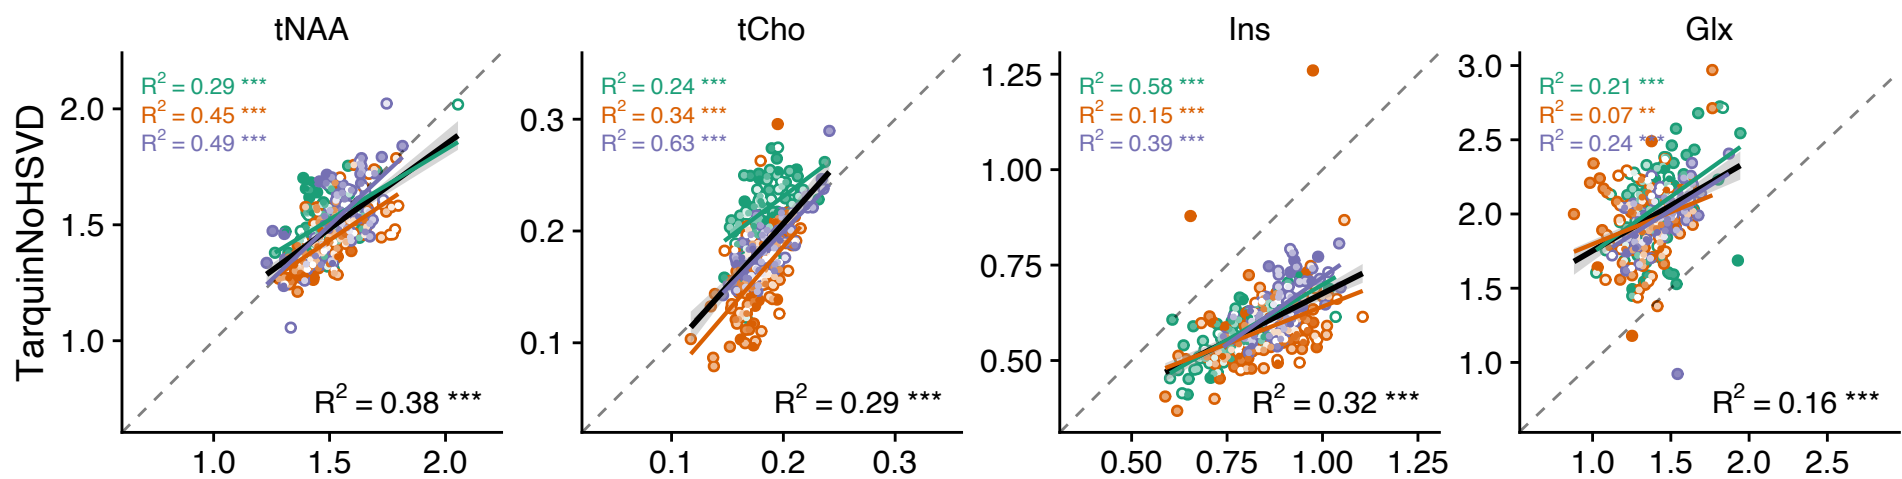 tNAA
tCho
Ins
Glx
TarquinNoHSVD
2.0
1.5
1.0
R² = 0.29 ***
R² = 0.45 ***
R² = 0.49 ***
R² = 0.38 ***
1.0 1.5 2.0
0.3
0.2
0.1
R² = 0.24 ***
R² = 0.34 ***
R² = 0.63 ***
R² = 0.29 ***
0.1 0.2 0.3
1.25
1.00
0.75
0.50
R² = 0.58 ***
R² = 0.15 ***
R² = 0.39 ***
R² = 0.32 ***
0.50 0.75 1.00 1.25
3.0
2.5
2.0
1.5
1.0
R² = 0.21 ***
R² = 0.07 **
R² = 0.24 ***
R² = 0.16 ***
1.0 1.5 2.0 2.5